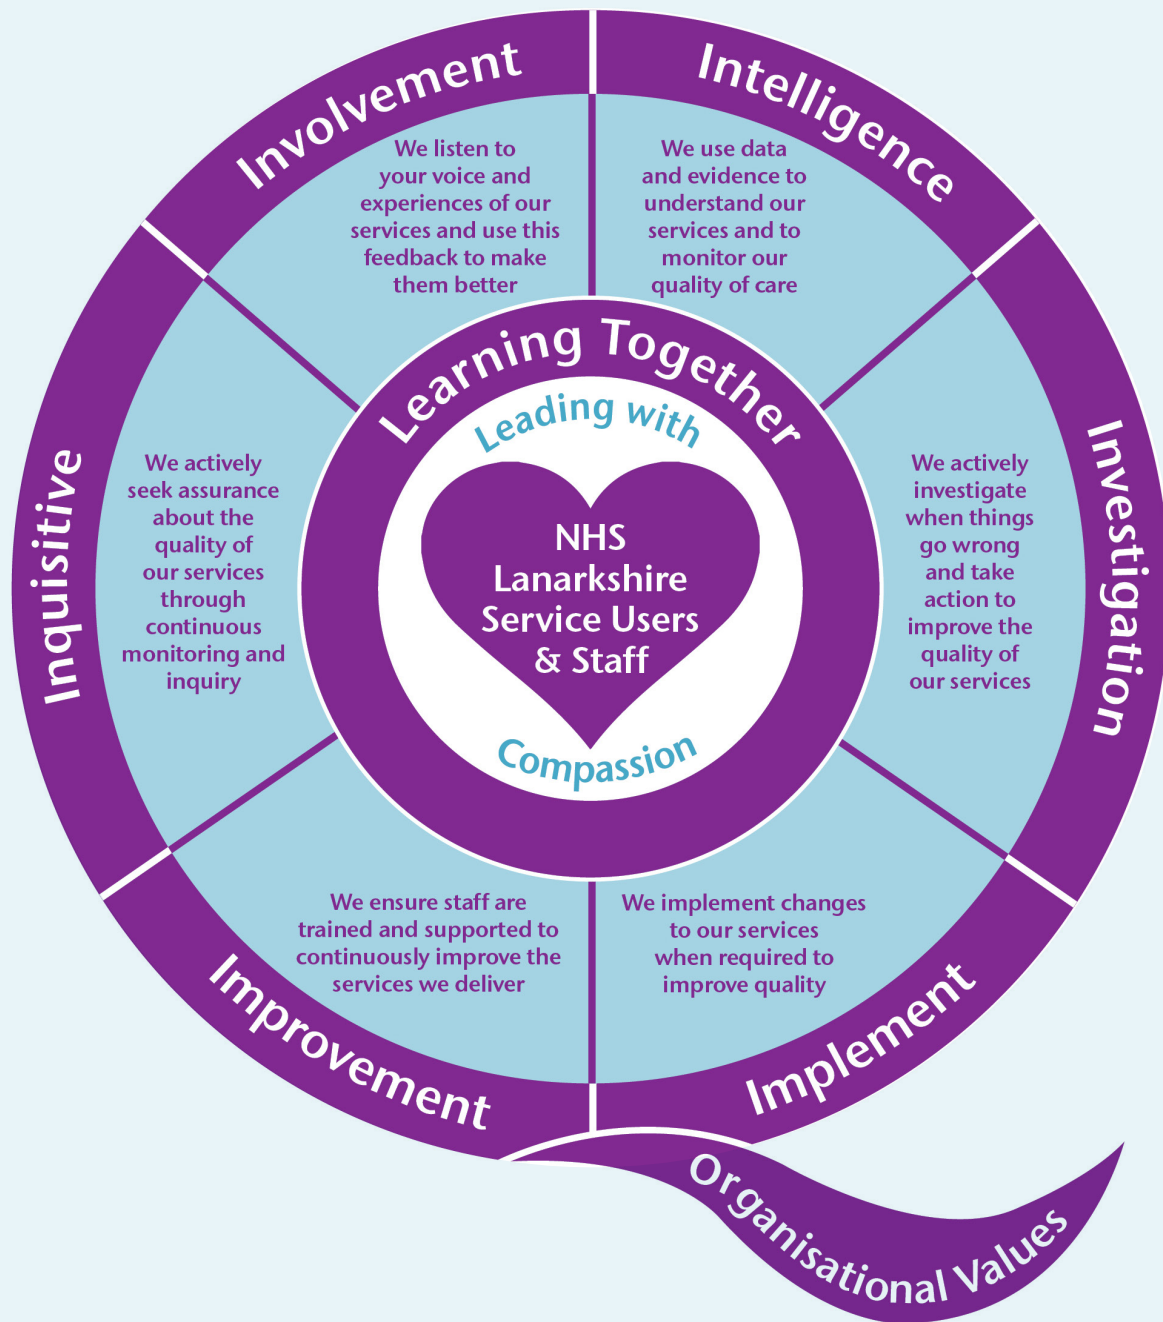 Involvement
We listen to
your voice and
experiences of our
services and use this
feedback to make
them better
Intelligence
We use data
and evidence to
understand our
services and to
monitor our
quality of care
Investigation
We actively
investigate
when things
go wrong
and take
action to
improve the
quality of
our services
Implement
We implement changes
to our services
when required to
improve quality
Improvement
We ensure staff are
trained and supported to
continuously improve the
services we deliver
Inquisitive
We actively
seek assurance
about the
quality of
our services
through
continuous
monitoring and
inquiry
Learning Together
Leading with
NHS
Lanarkshire
Service Users
& Staff
Compassion
Organisational Values